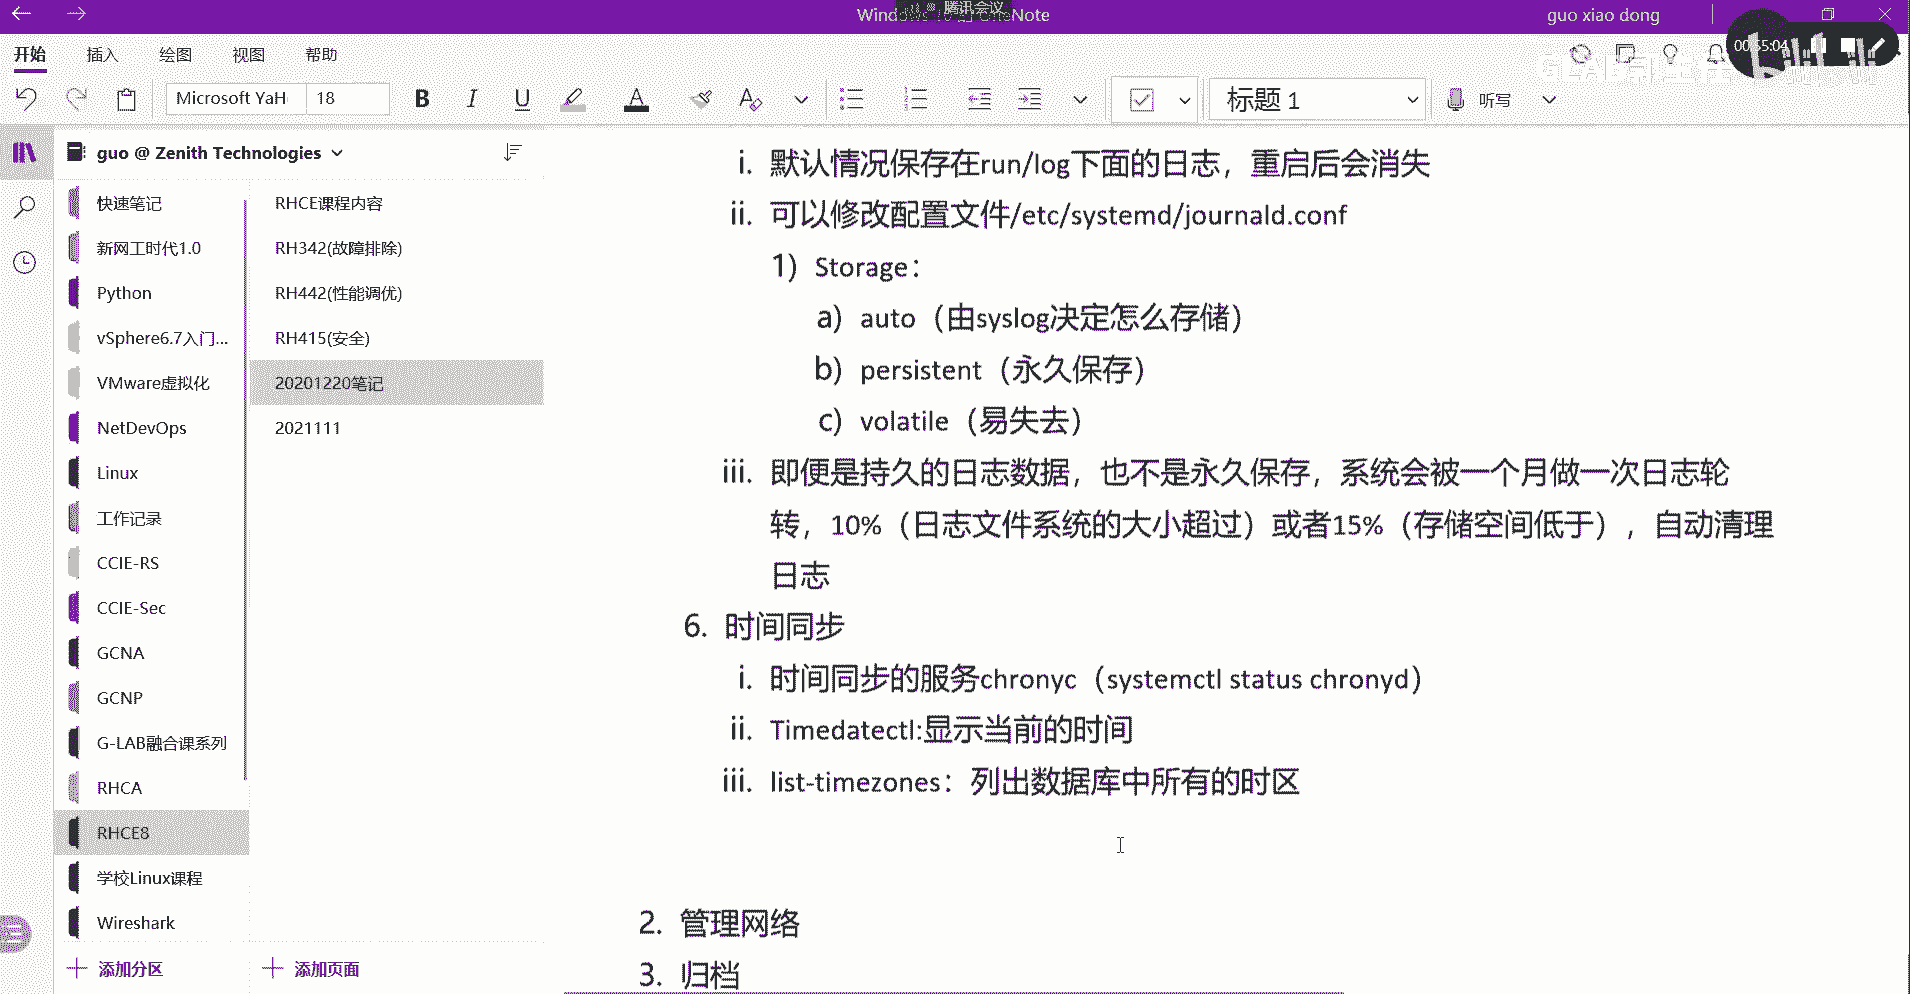 腾讯会议
guo xiao dong
开始 插入 绘图 视图 帮助
00:55:04
Microsoft YaH 18
标题 1
听写
guo @ Zenith Technologies
快速笔记
新网工时代1.0
Python
vSphere6.7入门...
VMware虚拟化
NetDevOps
Linux
工作记录
CCIE-RS
CCIE-Sec
GCNA
GCNP
G-LAB融合课系列
RHCA
RHCE8
学校Linux课程
Wireshark
添加分区
RHCE课程内容
RH342(故障排除)
RH442(性能调优)
RH415(安全)
20201220笔记
2021111
添加页面
i. 默认情况保存在run/log下面的日志，重启后会消失
ii. 可以修改配置文件/etc/systemd/journald.conf
1) Storage：
a) auto（由syslog决定怎么存储）
b) persistent（永久保存）
c) volatile（易失去）
iii. 即便是持久的日志数据，也不是永久保存，系统会被一个月做一次日志轮
转，10%（日志文件系统的大小超过）或者15%（存储空间低于），自动清理
日志
6. 时间同步
i. 时间同步的服务chronyc（systemctl status chronyd）
ii. Timedatectl:显示当前的时间
iii. list-timezones：列出数据库中所有的时区
2. 管理网络
3. 归档